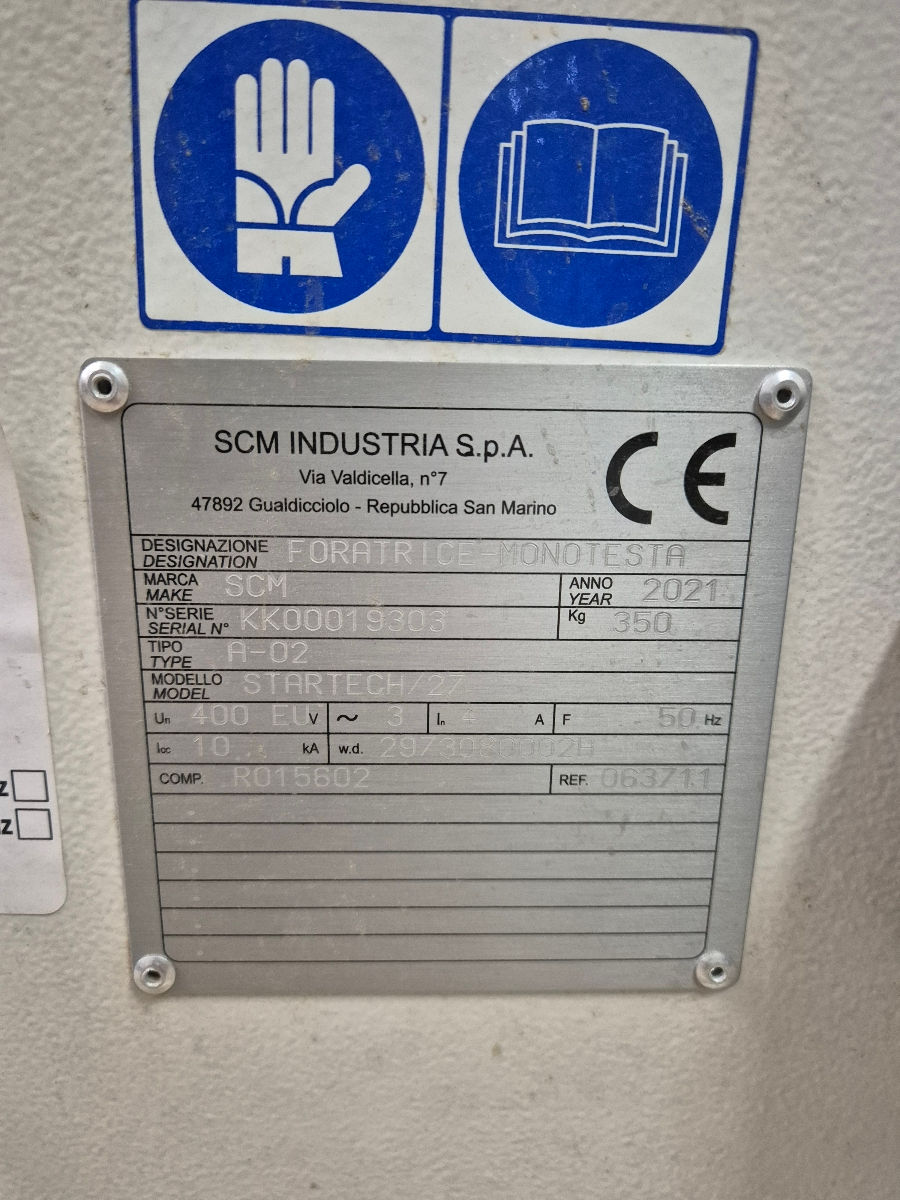 SCM INDUSTRIA S.p.A.
Via Valdicella, n°7
47892 Gualdicciolo - Repubblica San Marino
CE
DESIGNAZIONE
DESIGNATION
FORATRICE-MONOTESTA
MARCA
MAKE
SCM
ANNO
YEAR
2021
N°SERIE
SERIAL N°
KK00019303
Kg 350
TIPO
TYPE
A-02
MODELLO
MODEL
STARTECH/27
Un 400 EU V ~ 3 In 4 A F 50 Hz
Icc 10 kA w.d.
COMP. R015602 REF. 063711
z
z